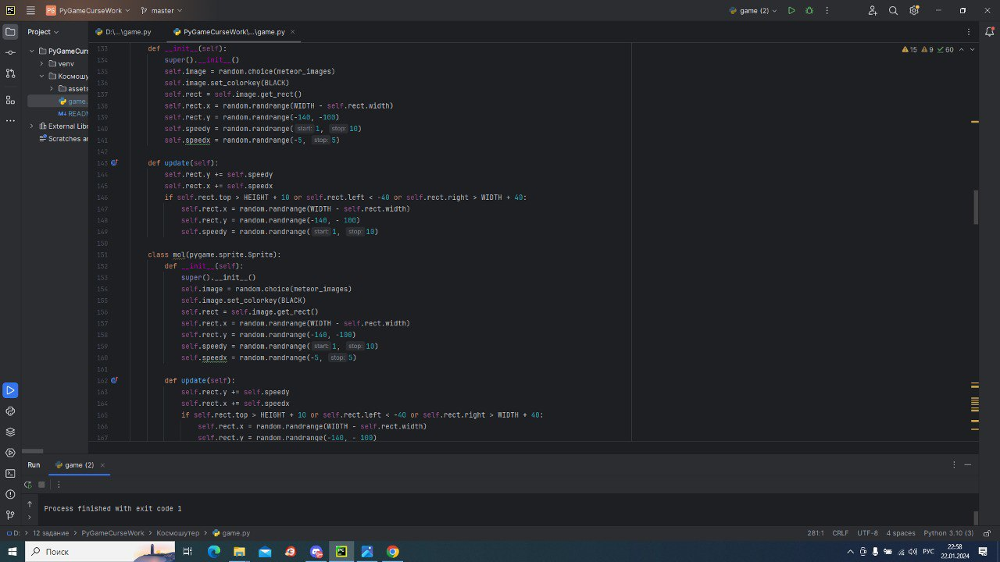 PC
P6 PyGameCurseWork
master
game (2)
Project
D:\...\game.py
PyGameCurseWork\...\game.py
PyGameCurs
venv
Космошу
assets
game.
README
External Libr
Scratches an
15 9 60
133 def __init__(self):
134 super().__init__()
135 self.image = random.choice(meteor_images)
136 self.image.set_colorkey(BLACK)
137 self.rect = self.image.get_rect()
138 self.rect.x = random.randrange(WIDTH - self.rect.width)
139 self.rect.y = random.randrange(-140, -100)
140 self.speedy = random.randrange(start: 1, stop: 10)
141 self.speedx = random.randrange(-5, stop: 5)
142
143 def update(self):
144 self.rect.y += self.speedy
145 self.rect.x += self.speedx
146 if self.rect.top > HEIGHT + 10 or self.rect.left < -40 or self.rect.right > WIDTH + 40:
147 self.rect.x = random.randrange(WIDTH - self.rect.width)
148 self.rect.y = random.randrange(-140, - 100)
149 self.speedy = random.randrange(start: 1, stop: 10)
150
151 class mol(pygame.sprite.Sprite):
152 def __init__(self):
153 super().__init__()
154 self.image = random.choice(meteor_images)
155 self.image.set_colorkey(BLACK)
156 self.rect = self.image.get_rect()
157 self.rect.x = random.randrange(WIDTH - self.rect.width)
158 self.rect.y = random.randrange(-140, -100)
159 self.speedy = random.randrange(start: 1, stop: 10)
160 self.speedx = random.randrange(-5, stop: 5)
161
162 def update(self):
163 self.rect.y += self.speedy
164 self.rect.x += self.speedx
165 if self.rect.top > HEIGHT + 10 or self.rect.left < -40 or self.rect.right > WIDTH + 40:
166 self.rect.x = random.randrange(WIDTH - self.rect.width)
167 self.rect.y = random.randrange(-140, - 100)
Run game (2)
Process finished with exit code 1
D: > 12 задание > PyGameCurseWork > Космошутер > game.py
281:1 CRLF UTF-8 4 spaces Python 3.10 (3)
Поиск
РУС
22:58
22.01.2024